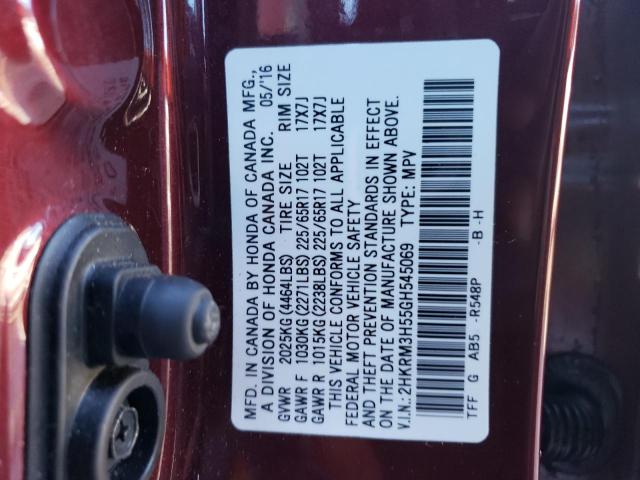 MFD. IN CANADA BY HONDA OF CANADA MFG.,
A DIVISION OF HONDA CANADA INC. 05/'16
GVWR 2025KG(4464LBS) TIRE SIZE RIM SIZE
GAWR F 1030KG(2271LBS)225/65R17 102T 17X7J
GAWR R 1015KG(2238LBS)225/65R17 102T 17X7J
THIS VEHICLE CONFORMS TO ALL APPLICABLE
FEDERAL MOTOR VEHICLE SAFETY
AND THEFT PREVENTION STANDARDS IN EFFECT
ON THE DATE OF MANUFACTURE SHOWN ABOVE.
V.I.N:2HKRM3H55GH545069 TYPE: MPV
TFF G AB5 -R548P -B -H